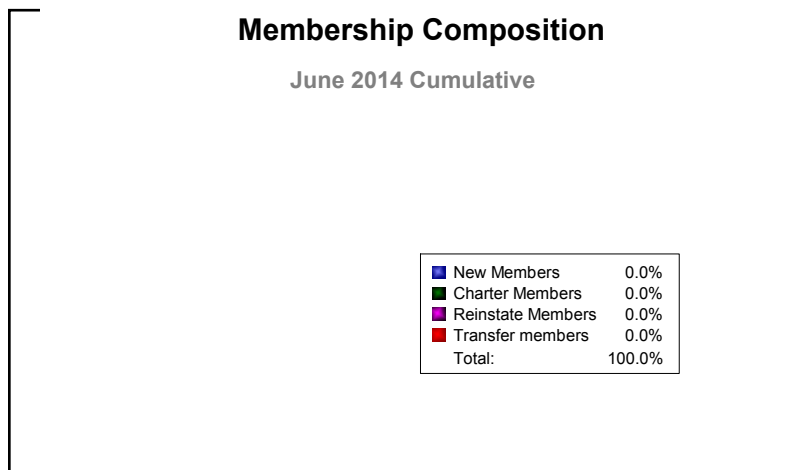 Membership Composition
June 2014 Cumulative
New Members 0.0%
Charter Members 0.0%
Reinstate Members 0.0%
Transfer members 0.0%
Total: 100.0%